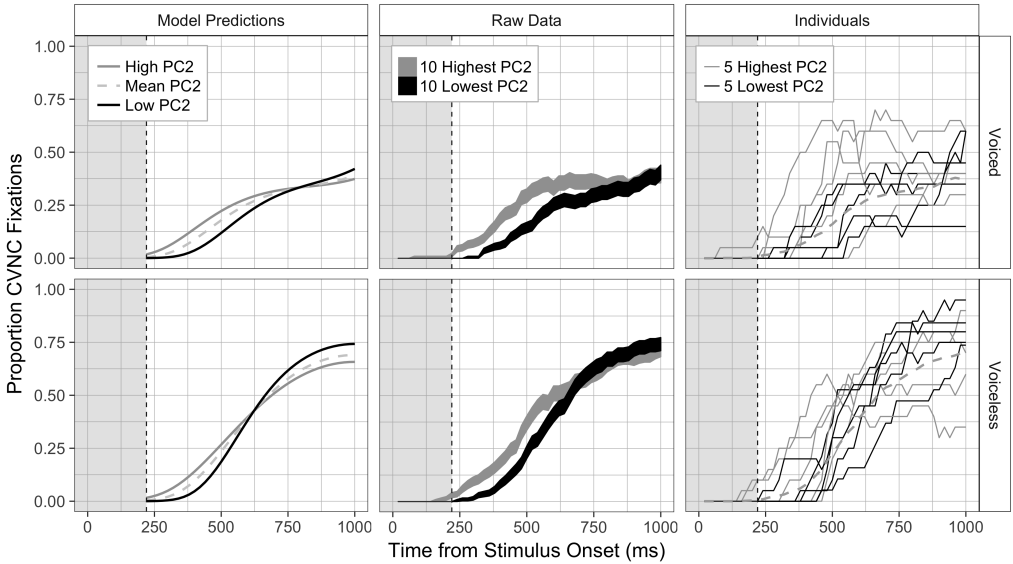 Model Predictions
Raw Data
Individuals
High PC2
Mean PC2
Low PC2
10 Highest PC2
10 Lowest PC2
5 Highest PC2
5 Lowest PC2
1.00
0.75
0.50
0.25
0.00
Voiced
1.00
0.75
0.50
0.25
0.00
Voiceless
Proportion CVNC Fixations
0 250 500 750 1000
0 250 500 750 1000
0 250 500 750 1000
Time from Stimulus Onset (ms)